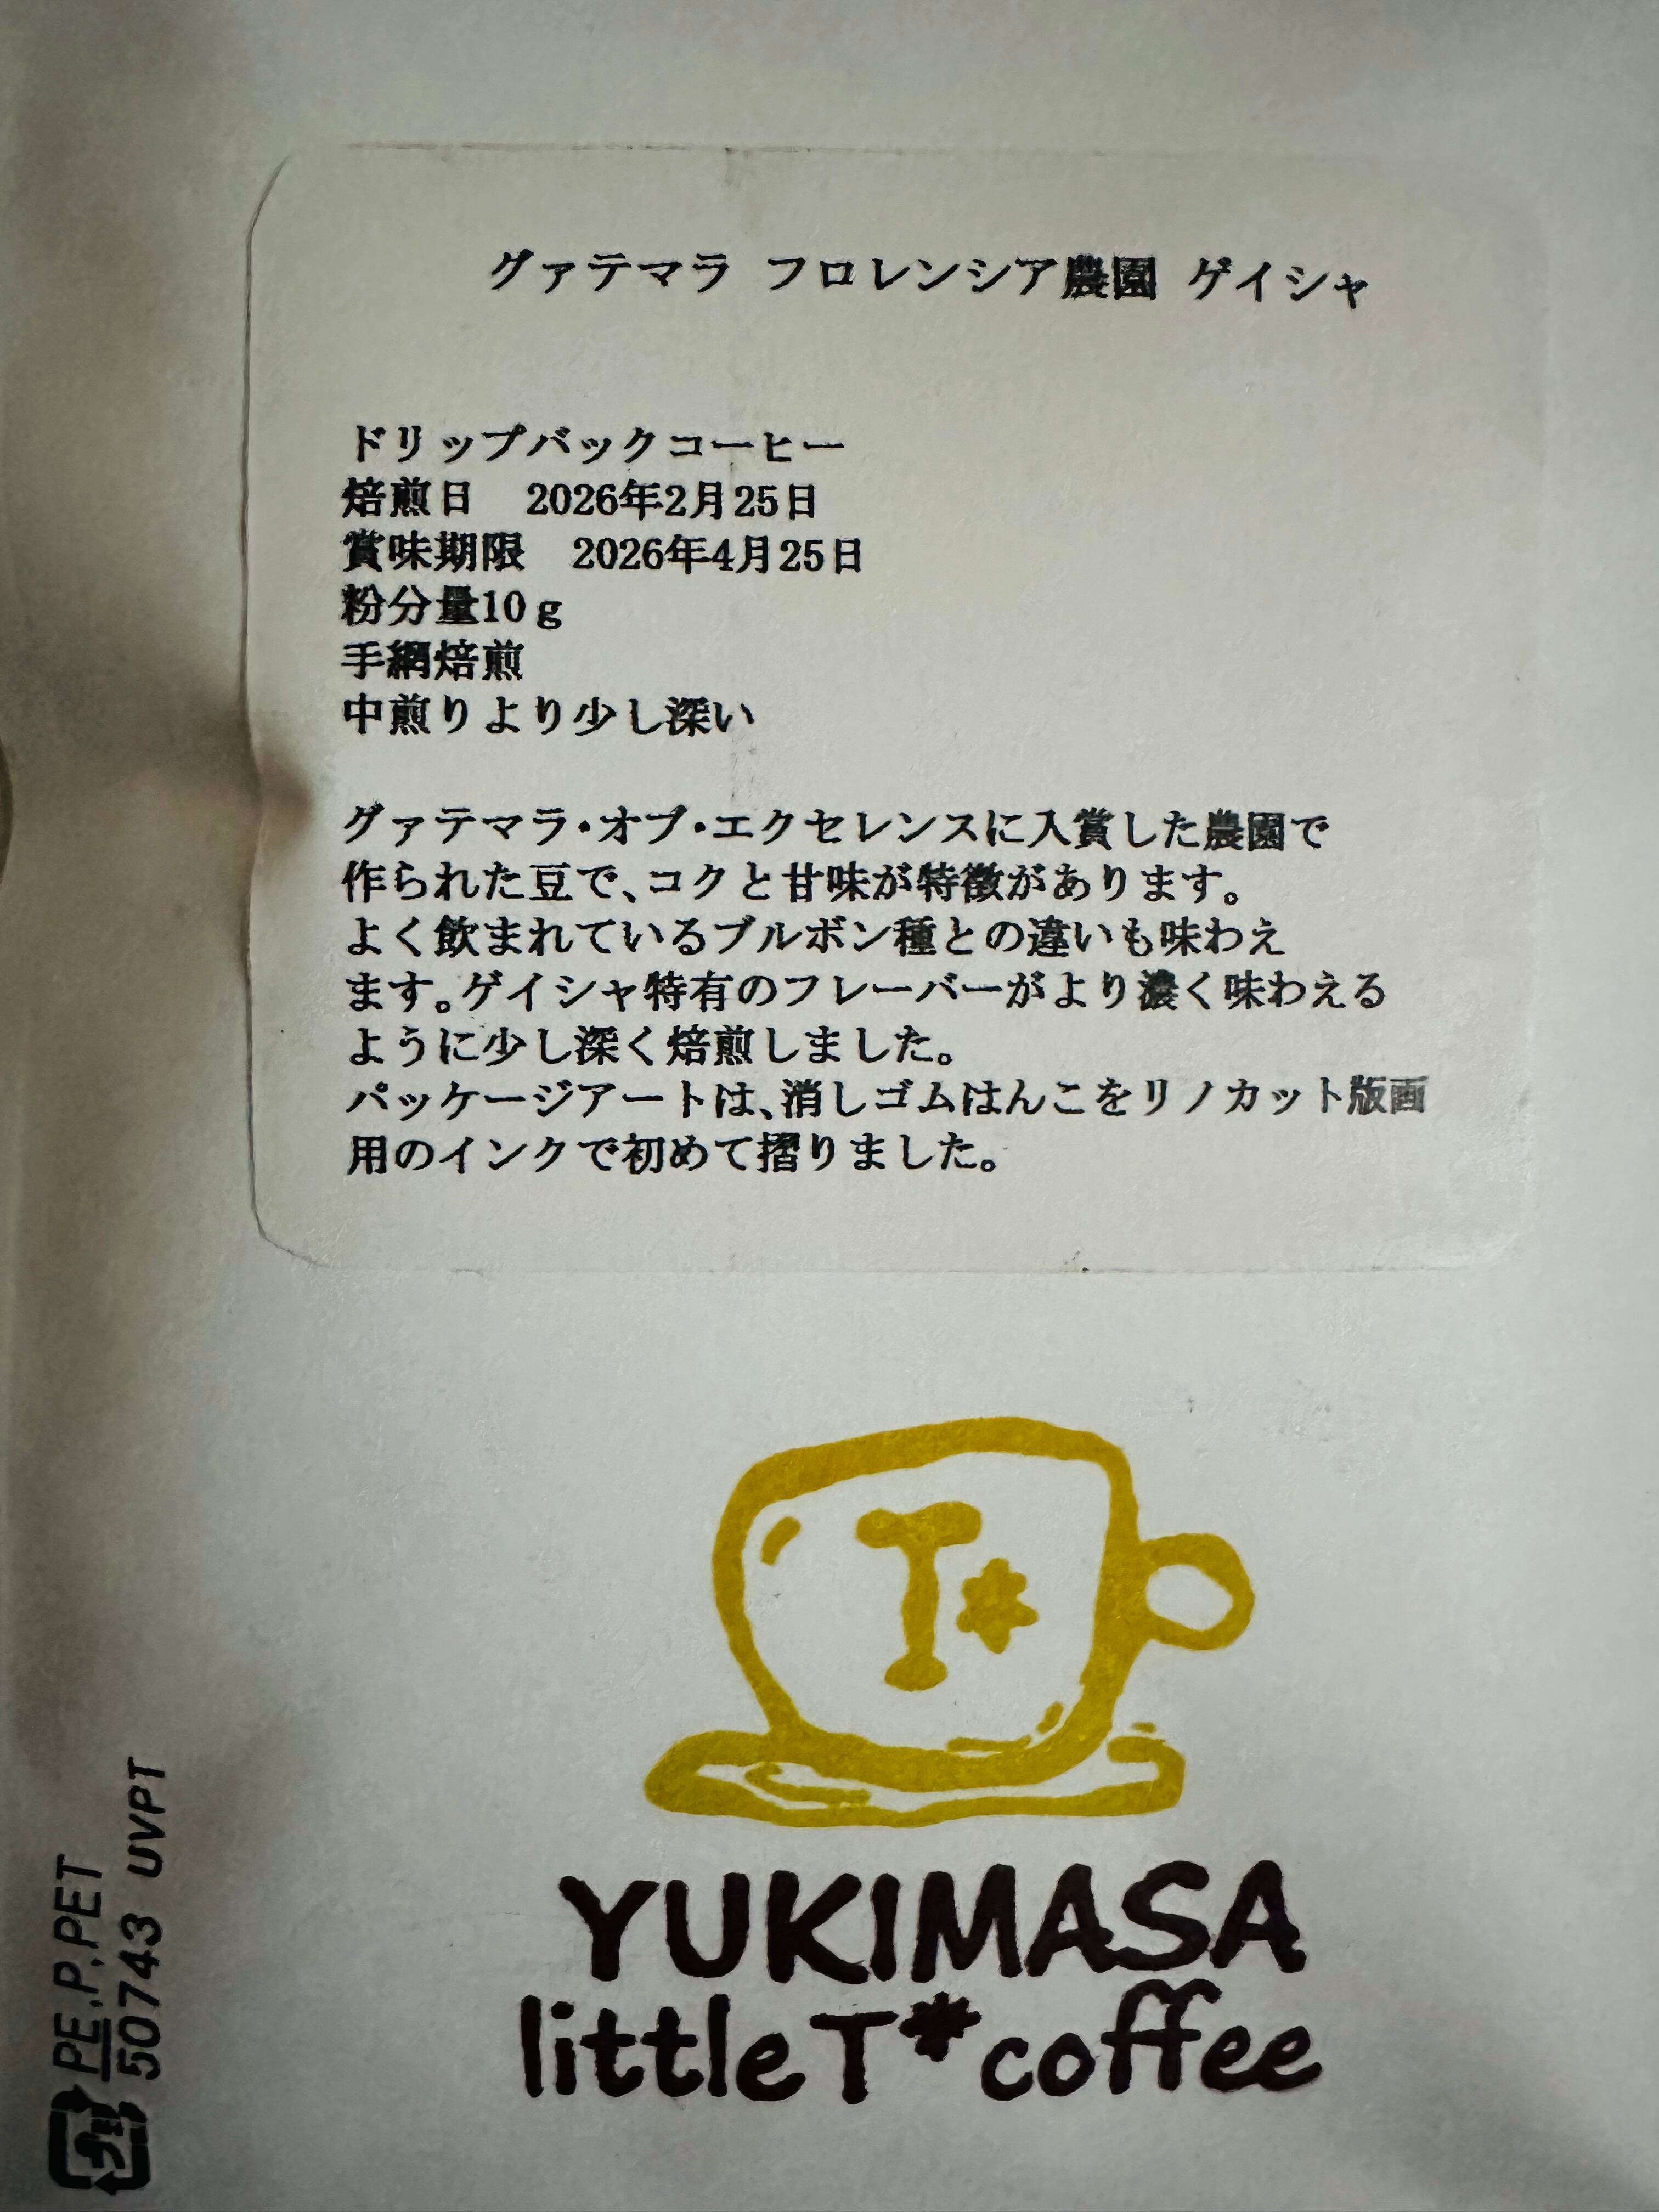 グァテマラ フロレンシア農園 ゲイシャ
ドリップバックコーヒー
焙煎日　2026年2月25日
賞味期限　2026年4月25日
粉分量10g
手網焙煎
中煎りより少し深い
グァテマラ・オブ・エクセレンスに入賞した農園で
作られた豆で、コクと甘味が特徴があります。
よく飲まれているブルボン種との違いも味わえ
ます。ゲイシャ特有のフレーバーがより濃く味わえる
ように少し深く焙煎しました。
パッケージアートは、消しゴムはんこをリノカット版画
用のインクで初めて摺りました。
T*
YUKIMASA
little T*coffee
プラ PE,P,PET
50743 UVPT